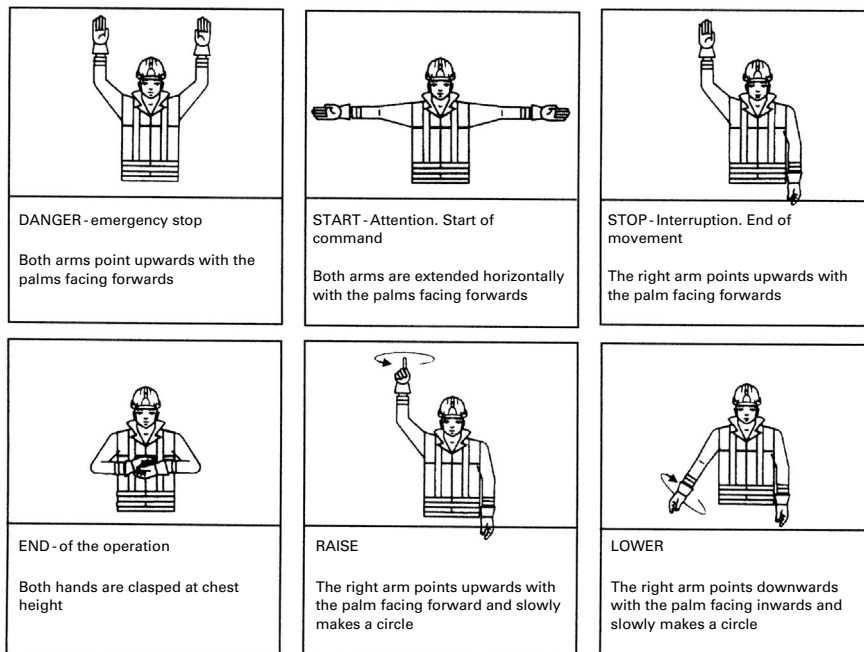 DANGER - emergency stop
Both arms point upwards with the
palms facing forwards
START - Attention. Start of
command
Both arms are extended horizontally
with the palms facing forwards
STOP - Interruption. End of
movement
The right arm points upwards with
the palm facing forwards
END - of the operation
Both hands are clasped at chest
height
RAISE
The right arm points upwards with
the palm facing forward and slowly
makes a circle
LOWER
The right arm points downwards
with the palm facing inwards and
slowly makes a circle